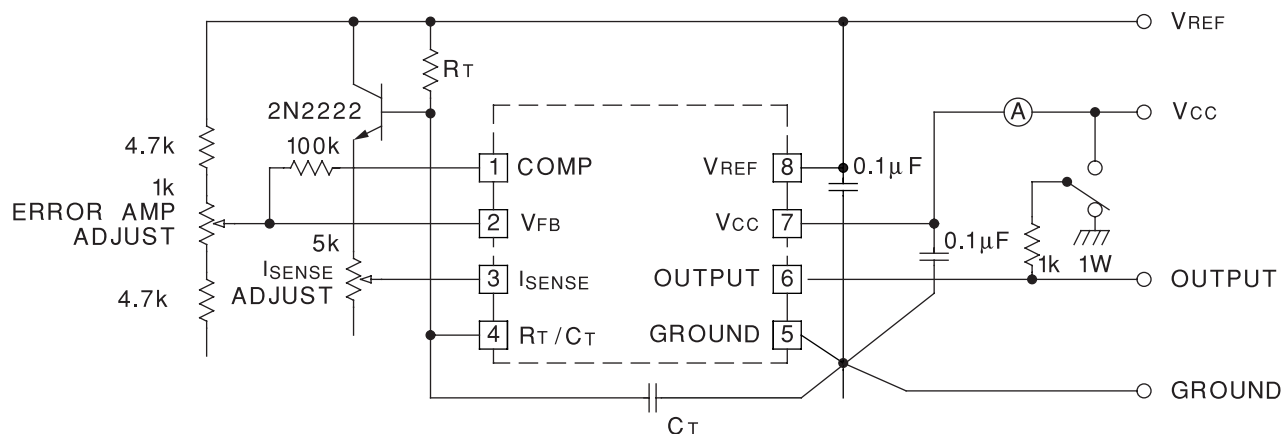 VREF
RT
2N2222
A
VCC
4.7k
100k
1k
ERROR AMP
ADJUST
4.7k
5k
ISENSE
ADJUST
1 COMP
2 VFB
3 ISENSE
4 RT/CT
VREF 8
VCC 7
OUTPUT 6
GROUND 5
0.1µF
0.1µF
1k 1W
OUTPUT
GROUND
CT